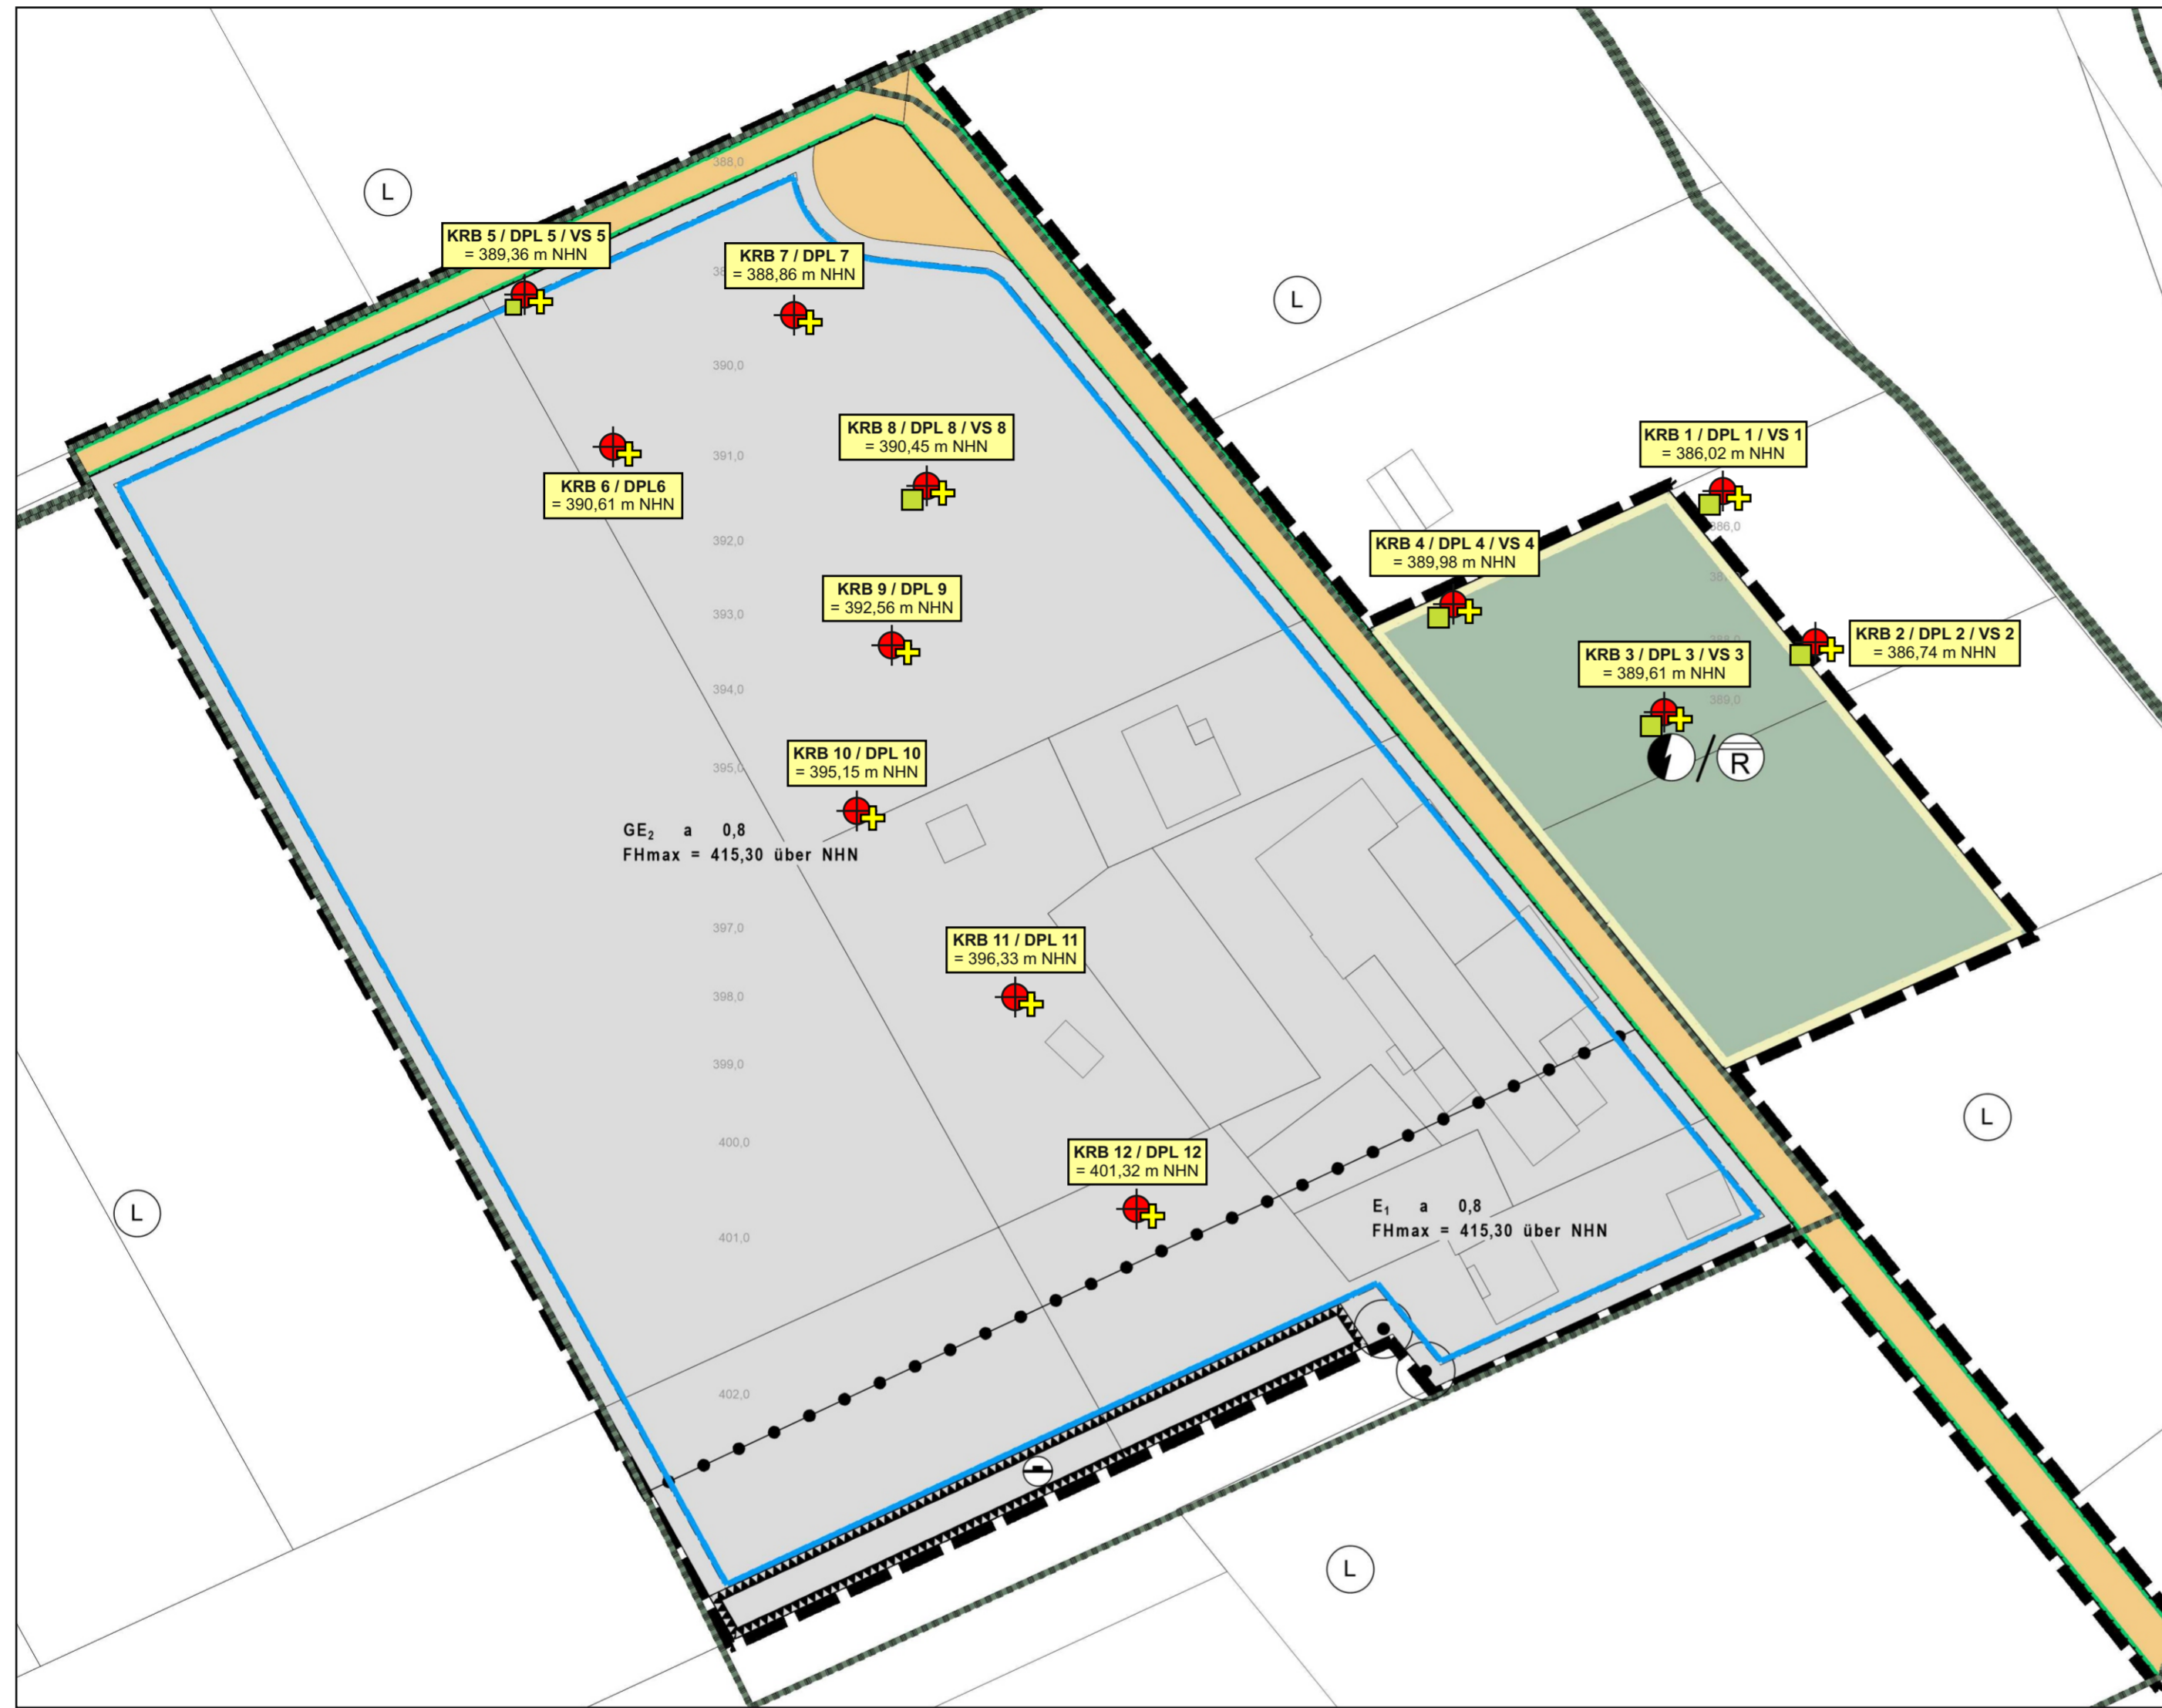 388,0
L
KRB 5 / DPL 5 / VS 5
= 389,36 m NHN
KRB 7 / DPL 7
= 388,86 m NHN
L
390,0
KRB 8 / DPL 8 / VS 8
= 390,45 m NHN
391,0
KRB 1 / DPL 1 / VS 1
= 386,02 m NHN
KRB 6 / DPL6
= 390,61 m NHN
386,0
392,0
KRB 4 / DPL 4 / VS 4
= 389,98 m NHN
KRB 9 / DPL 9
= 392,56 m NHN
393,0
388,0
KRB 2 / DPL 2 / VS 2
= 386,74 m NHN
KRB 3 / DPL 3 / VS 3
= 389,61 m NHN
394,0
389,0
KRB 10 / DPL 10
= 395,15 m NHN
395,0
R
GE2 a 0,8
FHmax = 415,30 über NHN
397,0
KRB 11 / DPL 11
= 396,33 m NHN
398,0
399,0
L
400,0
KRB 12 / DPL 12
= 401,32 m NHN
L
E1 a 0,8
FHmax = 415,30 über NHN
401,0
402,0
L